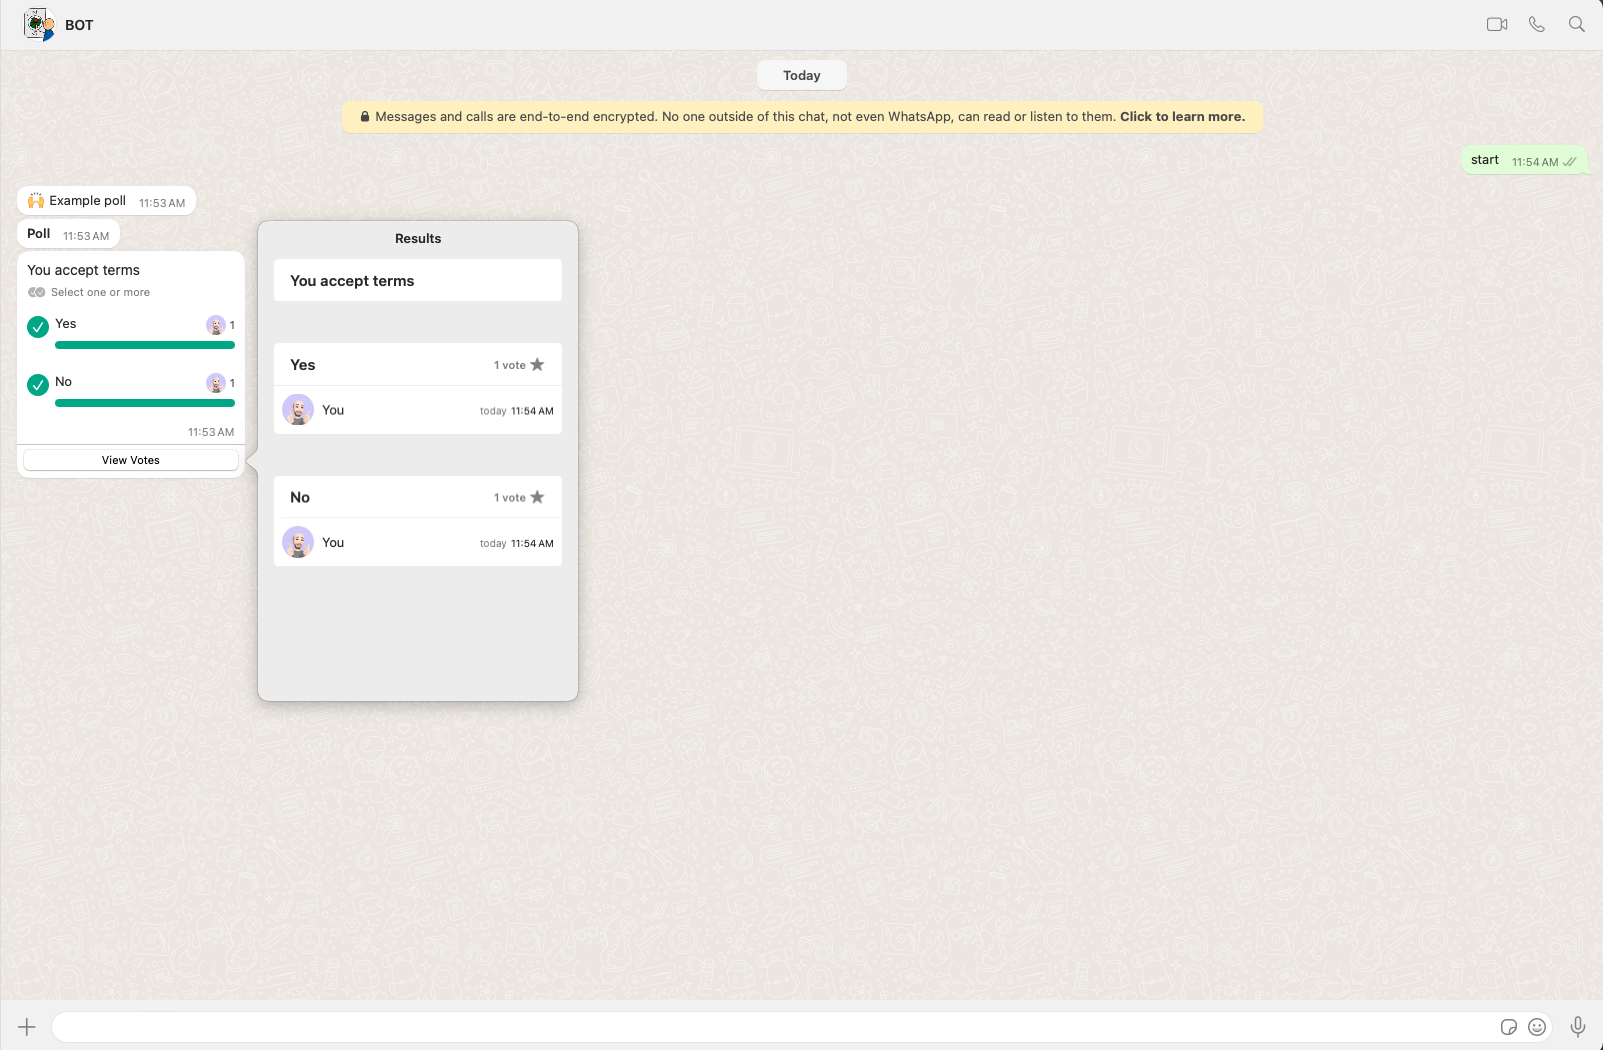 BOT
Today
Messages and calls are end-to-end encrypted. No one outside of this chat, not even WhatsApp, can read or listen to them. Click to learn more.
start 11:54 AM
🙌 Example poll 11:53 AM
Poll 11:53 AM
You accept terms
Select one or more
Yes 1
No 1
11:53 AM
View Votes
Results
You accept terms
Yes 1 vote
You today 11:54 AM
No 1 vote
You today 11:54 AM